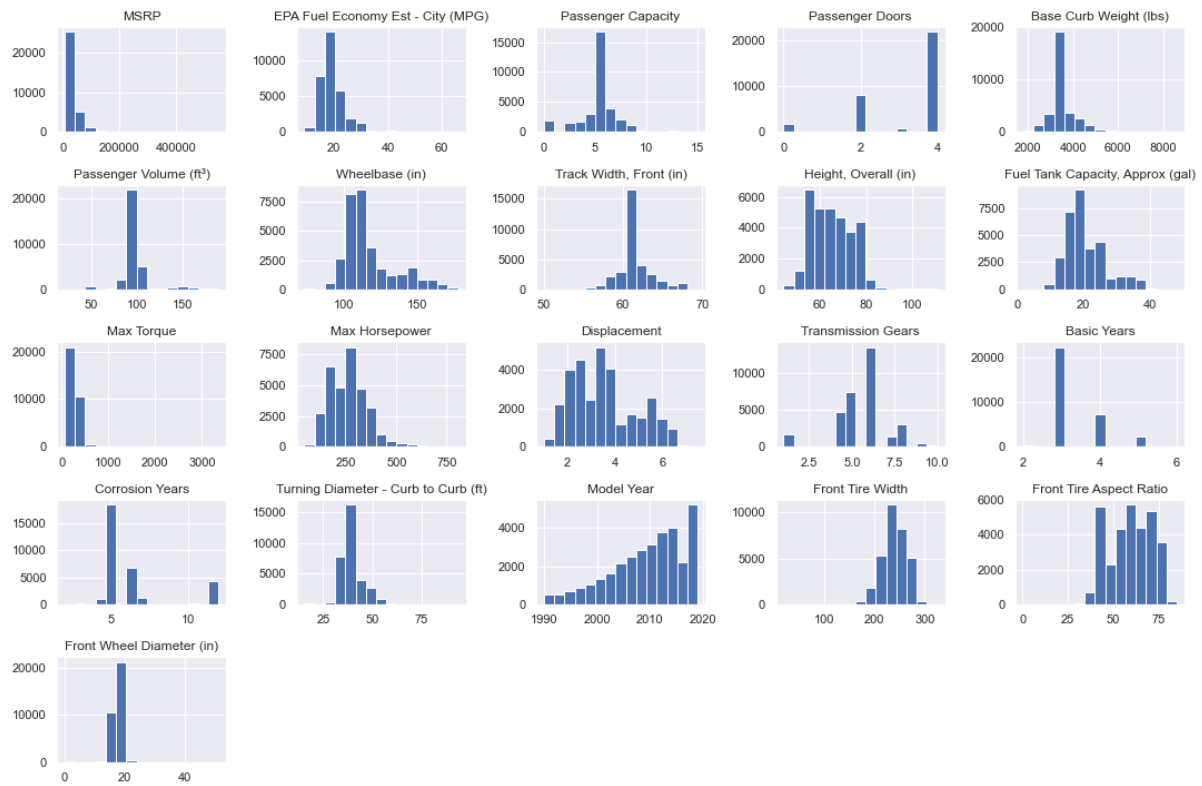 MSRP EPA Fuel Economy Est - City (MPG) Passenger Capacity Passenger Doors Base Curb Weight (lbs)
20000 10000 15000 20000 20000
10000 5000 10000 10000 10000
5000
0 0 0 0 0
0 200000 400000 20 40 60 0 5 10 15 0 2 4 2000 4000 6000 8000
Passenger Volume (ft³) Wheelbase (in) Track Width, Front (in) Height, Overall (in) Fuel Tank Capacity, Approx (gal)
20000 7500 15000 6000 7500
10000 5000 10000 4000 5000
2500 5000 2000 2500
0 0 0 0 0
50 100 150 100 150 50 60 70 60 80 100 0 20 40
Max Torque Max Horsepower Displacement Transmission Gears Basic Years
20000 7500 4000 10000 20000
10000 5000 2000 5000 10000
2500
0 0 0 0 0
0 1000 2000 3000 250 500 750 2 4 6 2.5 5.0 7.5 10.0 2 4 6
Corrosion Years Turning Diameter - Curb to Curb (ft) Model Year Front Tire Width Front Tire Aspect Ratio
15000 15000 4000 10000 6000
10000 10000 2000 5000 4000
5000 5000 2000
0 0 0 0 0
5 10 25 50 75 1990 2000 2010 2020 100 200 300 0 25 50 75
Front Wheel Diameter (in)
20000
10000
0
0 20 40